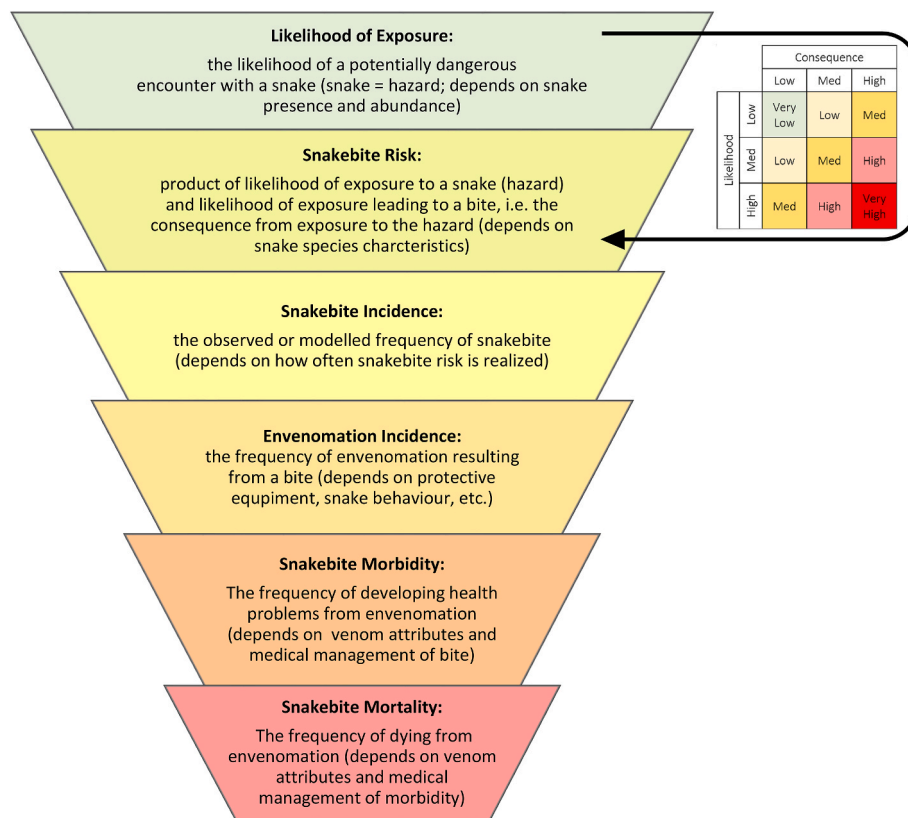 Likelihood of Exposure:
the likelihood of a potentially dangerous
encounter with a snake (snake = hazard; depends on snake
presence and abundance)
Consequence
Low Med High
Likelihood
Low
Very
Low
Low
Med
Med
Low
Med
High
High
Med
High
Very
High
Snakebite Risk:
product of likelihood of exposure to a snake (hazard)
and likelihood of exposure leading to a bite, i.e. the
consequence from exposure to the hazard (depends on
snake species charcteristics)
Snakebite Incidence:
the observed or modelled frequency of snakebite
(depends on how often snakebite risk is realized)
Envenomation Incidence:
the frequency of envenomation resulting
from a bite (depends on protective
equpiment, snake behaviour, etc.)
Snakebite Morbidity:
The frequency of developing health
problems from envenomation
(depends on venom attributes and
medical management of bite)
Snakebite Mortality:
The frequency of dying from
envenomation (depends on venom
attributes and medical
management of morbidity)